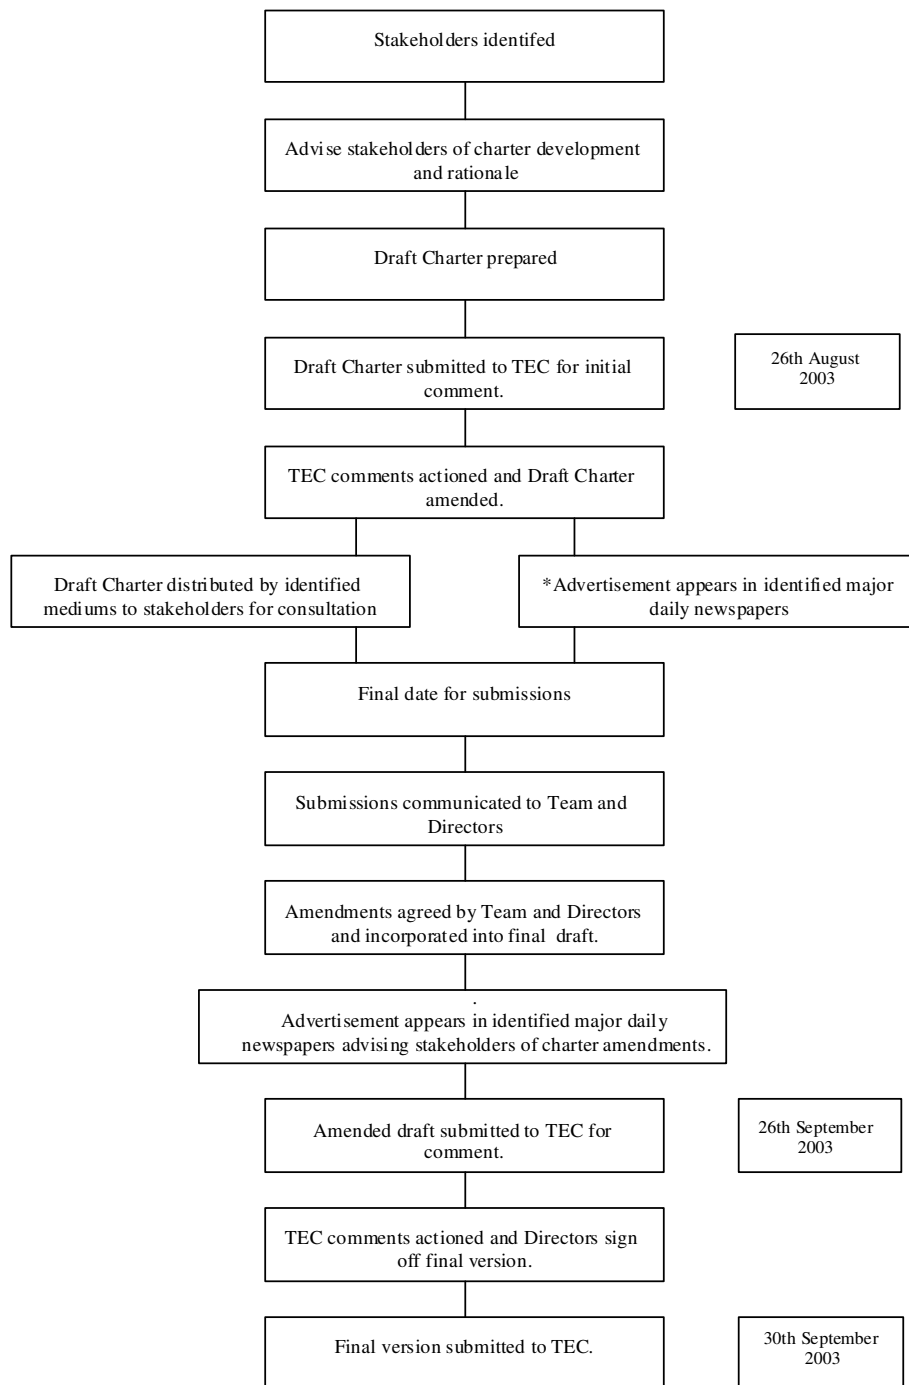 Stakeholders identifed
Advise stakeholders of charter development
and rationale
Draft Charter prepared
Draft Charter submitted to TEC for initial
comment.
26th August
2003
TEC comments actioned and Draft Charter
amended.
Draft Charter distributed by identified
mediums to stakeholders for consultation
*Advertisement appears in identified major
daily newspapers
Final date for submissions
Submissions communicated to Team and
Directors
Amendments agreed by Team and Directors
and incorporated into final draft.
.
Advertisement appears in identified major daily
newspapers advising stakeholders of charter amendments.
Amended draft submitted to TEC for
comment.
26th September
2003
TEC comments actioned and Directors sign
off final version.
Final version submitted to TEC.
30th September
2003